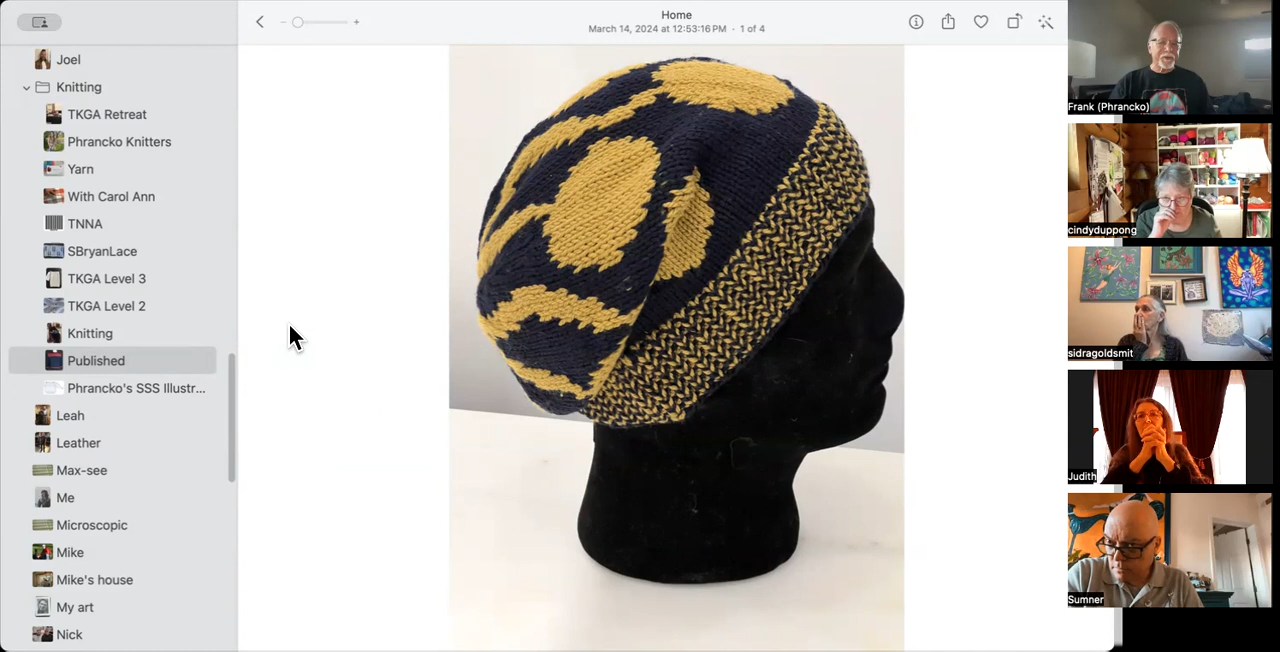 Home
March 14, 2024 at 12:53:16 PM · 1 of 4
Joel
Knitting
TKGA Retreat
Phrancko Knitters
Yarn
With Carol Ann
TNNA
SBryanLace
TKGA Level 3
TKGA Level 2
Knitting
Published
Phrancko's SSS Illustr...
Leah
Leather
Max-see
Me
Microscopic
Mike
Mike's house
My art
Nick
Frank (Phrancko)
cindyduppong
sidragoldsmit
Judith
Sumner